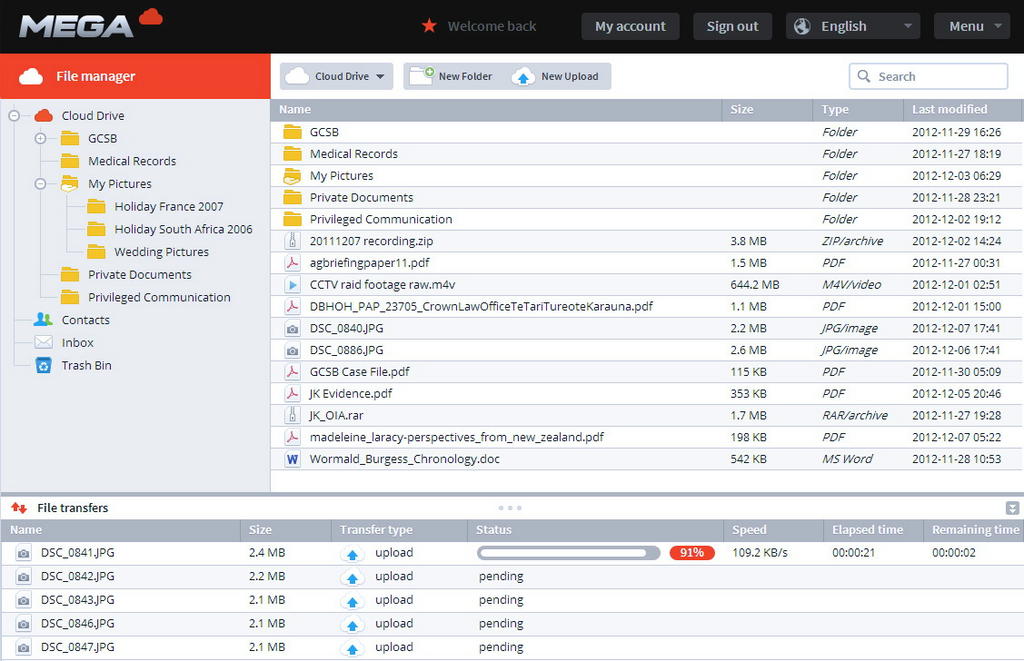 MEGA
Welcome back
My account
Sign out
English
Menu
File manager
Cloud Drive
New Folder
New Upload
Search
Cloud Drive
GCSB
Medical Records
My Pictures
Holiday France 2007
Holiday South Africa 2006
Wedding Pictures
Private Documents
Privileged Communication
Contacts
Inbox
Trash Bin
Name Size Type Last modified
GCSB Folder 2012-11-29 16:26
Medical Records Folder 2012-11-27 18:19
My Pictures Folder 2012-12-03 06:29
Private Documents Folder 2012-11-28 23:21
Privileged Communication Folder 2012-12-02 19:12
20111207 recording.zip 3.8 MB ZIP/archive 2012-12-02 14:24
agbriefingpaper11.pdf 1.5 MB PDF 2012-11-27 00:31
CCTV raid footage raw.m4v 644.2 MB M4V/video 2012-12-01 02:51
DBHOH_PAP_23705_CrownLawOfficeTeTariTureoteKarauna.pdf 1.1 MB PDF 2012-12-01 15:00
DSC_0840.JPG 2.2 MB JPG/image 2012-12-07 17:41
DSC_0886.JPG 2.6 MB JPG/image 2012-12-06 17:41
GCSB Case File.pdf 115 KB PDF 2012-11-30 05:09
JK Evidence.pdf 353 KB PDF 2012-12-05 20:46
JK_OIA.rar 1.7 MB RAR/archive 2012-11-27 19:28
madeleine_laracy-perspectives_from_new_zealand.pdf 198 KB PDF 2012-12-07 05:22
W Wormald_Burgess_Chronology.doc 542 KB MS Word 2012-11-28 10:53
File transfers
Name Size Transfer type Status Speed Elapsed time Remaining time
DSC_0841.JPG 2.4 MB upload 91% 109.2 KB/s 00:00:21 00:00:02
DSC_0842.JPG 2.2 MB upload pending
DSC_0843.JPG 2.1 MB upload pending
DSC_0846.JPG 2.1 MB upload pending
DSC_0847.JPG 2.1 MB upload pending